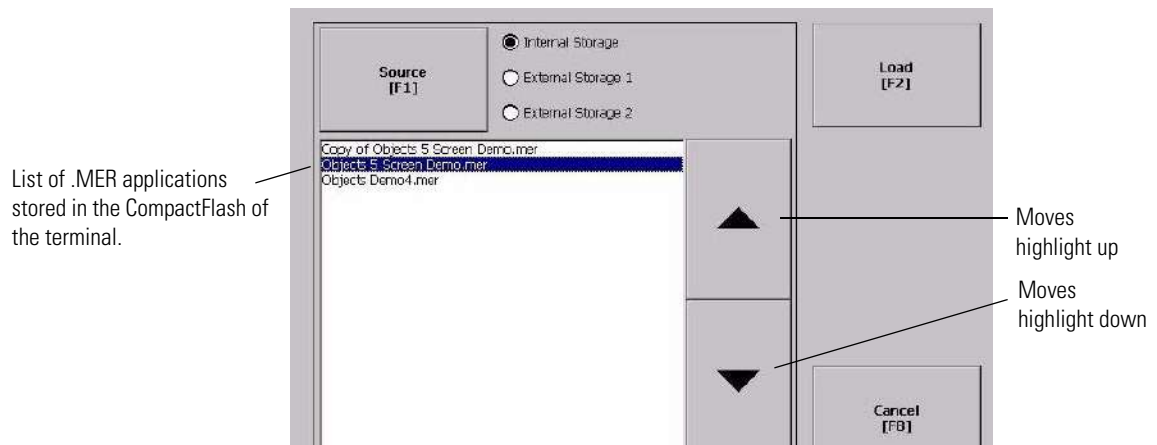 Source
[F1]
Internal Storage
External Storage 1
External Storage 2
Load
[F2]
Copy of Objects 5 Screen Demo.mer
Objects 5 Screen Demo.mer
Objects Demo4.mer
List of .MER applications
stored in the CompactFlash of
the terminal.
Moves
highlight up
Moves
highlight down
Cancel
[F8]